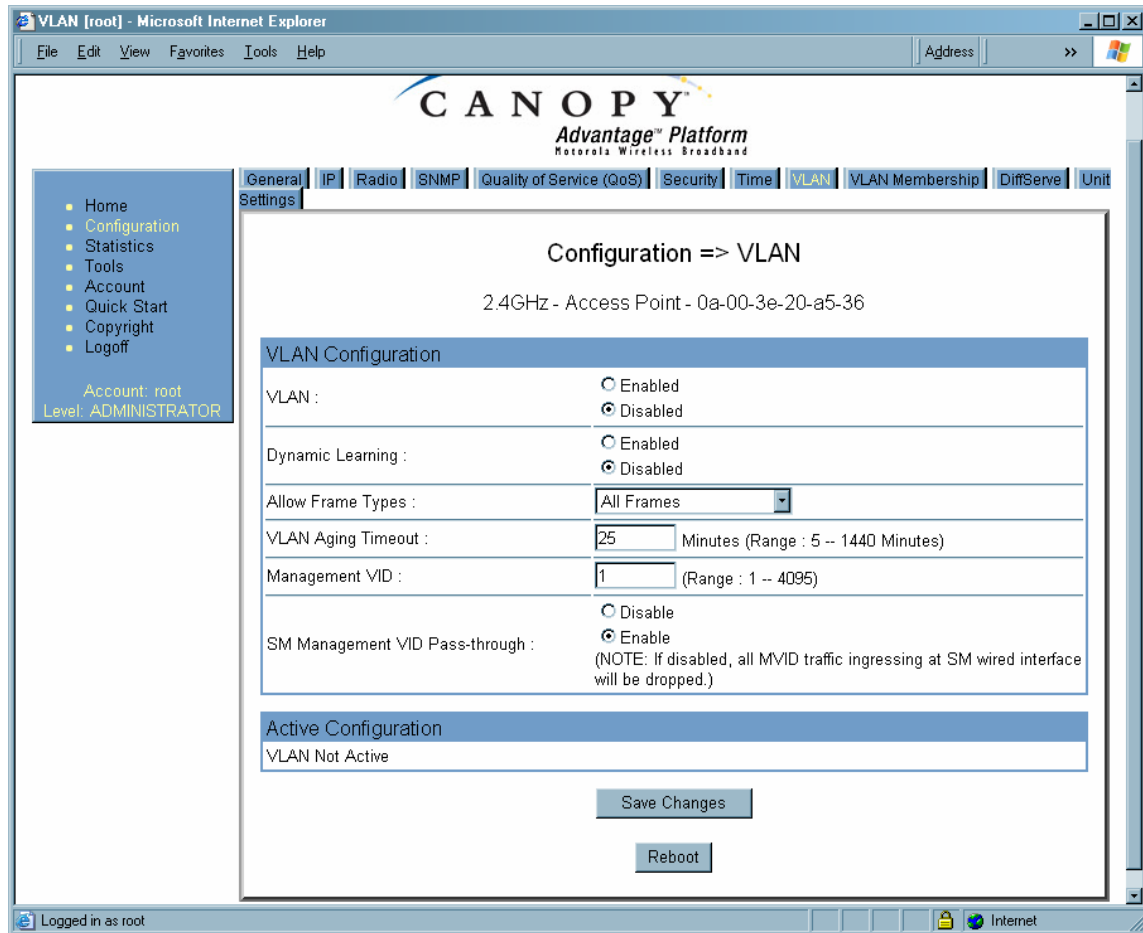 VLAN [root] - Microsoft Internet Explorer
File Edit View Favorites Tools Help Address »
CANOPY™
Advantage™ Platform
Motorola Wireless Broadband
General IP Radio SNMP Quality of Service (QoS) Security Time VLAN VLAN Membership DiffServe Unit
Settings
Home
Configuration
Statistics
Tools
Account
Quick Start
Copyright
Logoff
Account: root
Level: ADMINISTRATOR
Configuration => VLAN
2.4GHz - Access Point - 0a-00-3e-20-a5-36
VLAN Configuration
VLAN :
Enabled
Disabled
Dynamic Learning :
Enabled
Disabled
Allow Frame Types : All Frames
VLAN Aging Timeout : 25 Minutes (Range : 5 -- 1440 Minutes)
Management VID : 1 (Range : 1 -- 4095)
SM Management VID Pass-through :
Disable
Enable
(NOTE: If disabled, all MVID traffic ingressing at SM wired interface
will be dropped.)
Active Configuration
VLAN Not Active
Save Changes
Reboot
Logged in as root Internet